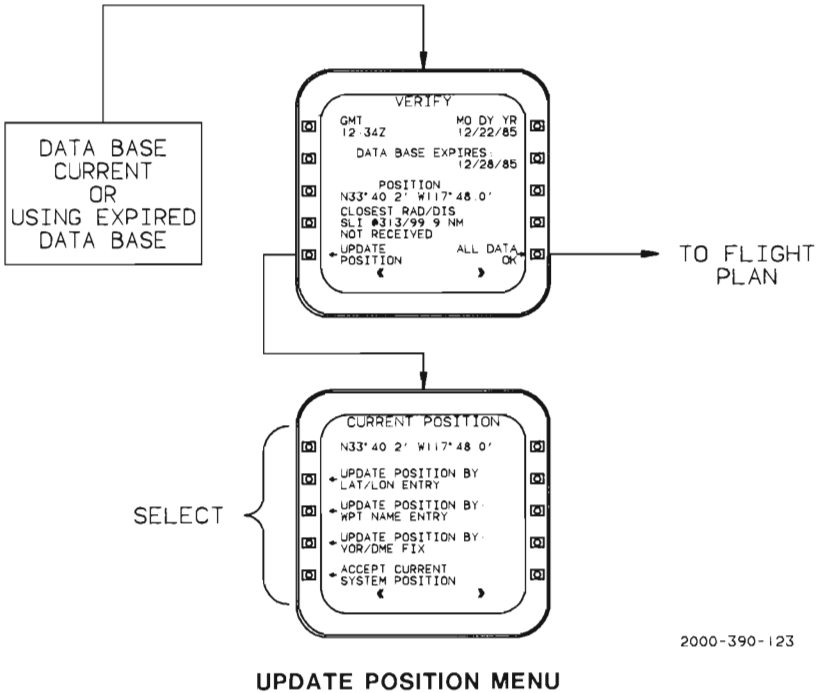 DATA BASE
CURRENT
OR
USING EXPIRED
DATA BASE
VERIFY
GMT MO DY YR
12:34Z 12/22/85
DATA BASE EXPIRES:
12/28/85
POSITION
N33°40.2' W117°48.0'
CLOSEST RAD/DIS
SLI @313/99.9 NM
NOT RECEIVED
UPDATE ALL DATA
POSITION OK
TO FLIGHT
PLAN
SELECT
CURRENT POSITION
N33°40.2' W117°48.0'
UPDATE POSITION BY
LAT/LON ENTRY
UPDATE POSITION BY:
WPT NAME ENTRY
UPDATE POSITION BY:
VOR/DME FIX
ACCEPT CURRENT
SYSTEM POSITION
2000-390-123
UPDATE POSITION MENU